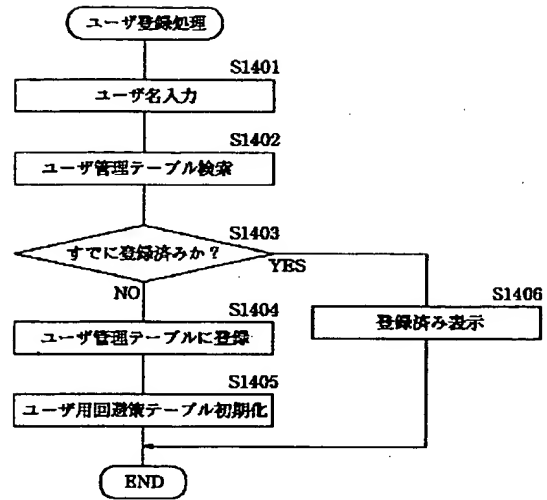 ユーザ登録処理
S1401
ユーザ名入力
S1402
ユーザ管理テーブル検索
S1403
すでに登録済みか？
YES
NO
S1404
ユーザ管理テーブルに登録
S1406
登録済み表示
S1405
ユーザ用回避策テーブル初期化
END